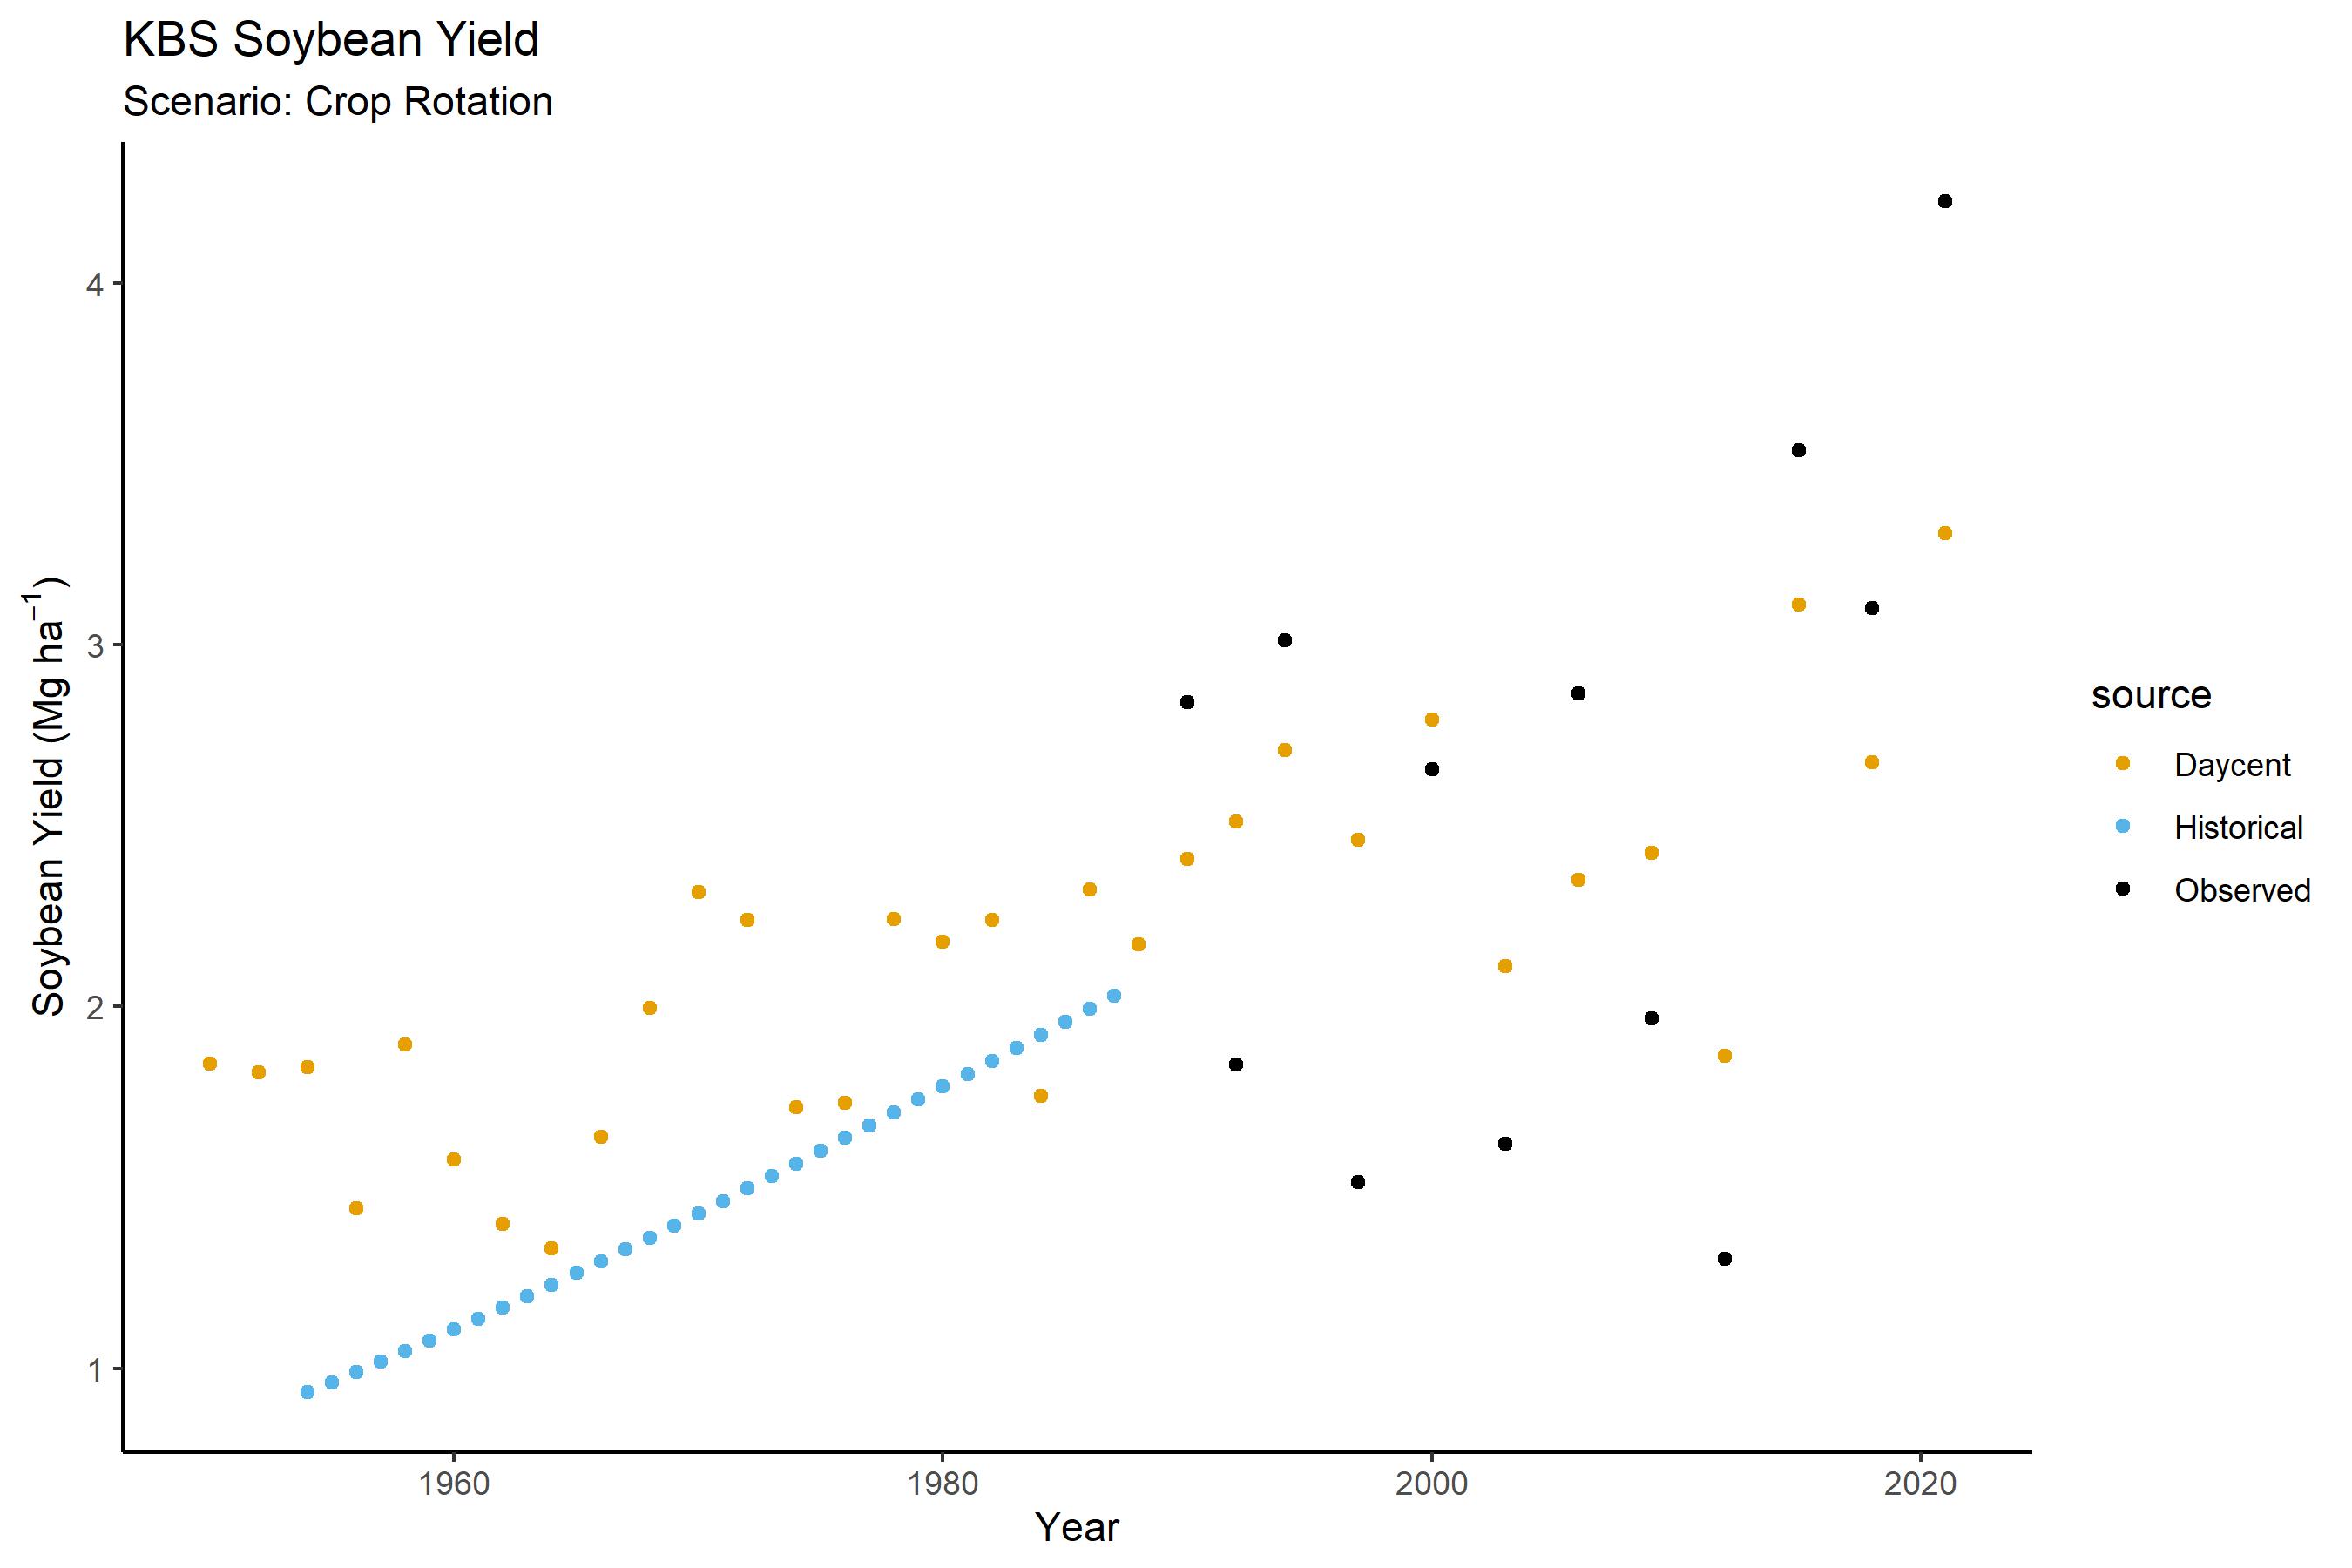 KBS Soybean Yield
Scenario: Crop Rotation
Soybean Yield (Mg ha⁻¹)
4
3
2
1
1960
1980
2000
2020
Year
source
Daycent
Historical
Observed